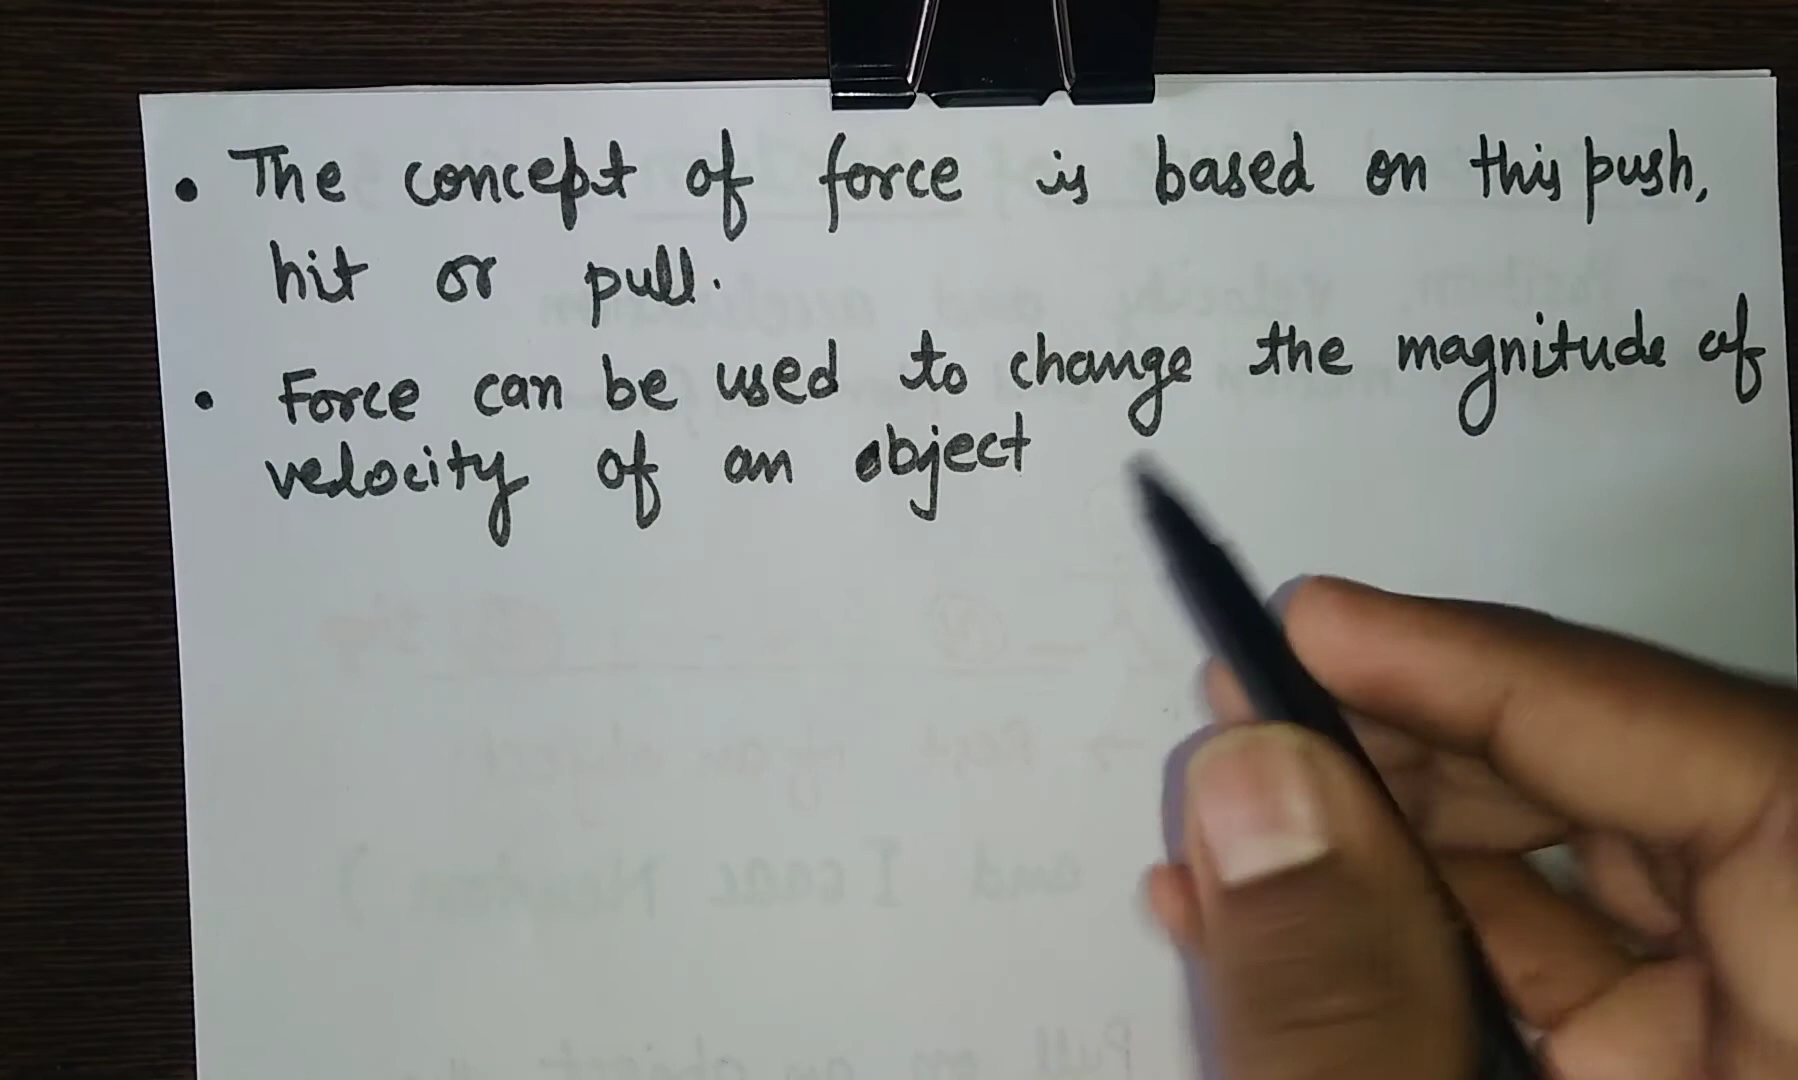 • The concept of force is based on this push,
hit or pull.
• Force can be used to change the magnitude of
velocity of an object